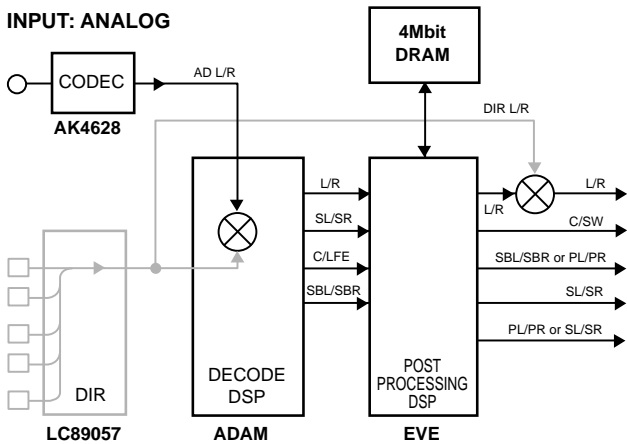 INPUT: ANALOG
4Mbit
DRAM
CODEC
AD L/R
AK4628
DIR L/R
L/R
L/R
L/R
SL/SR
C/SW
C/LFE
SBL/SBR or PL/PR
SBL/SBR
SL/SR
PL/PR or SL/SR
DIR
DECODE
DSP
POST
PROCESSING
DSP
LC89057
ADAM
EVE